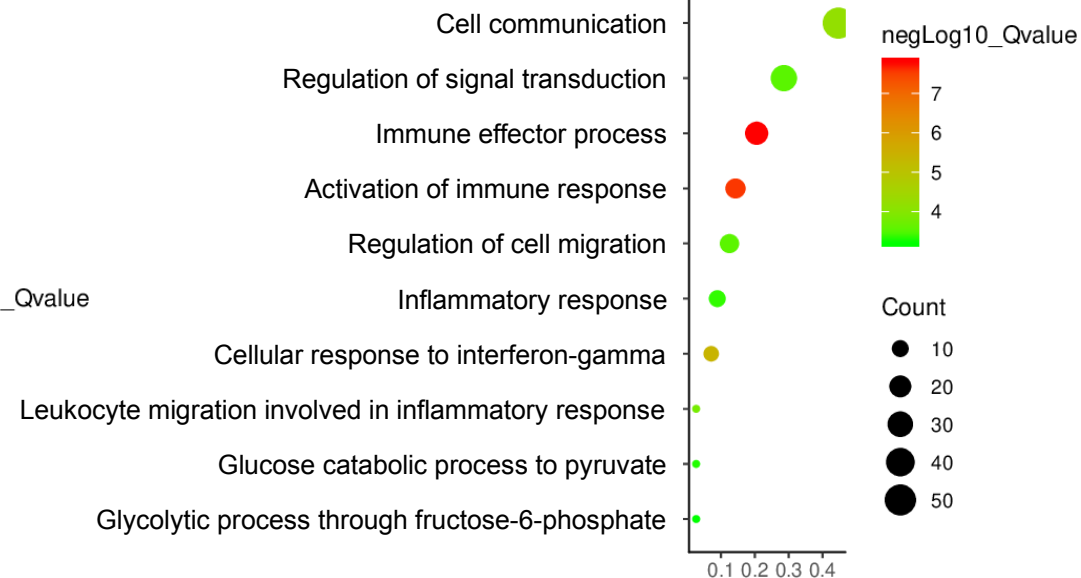 Cell communication
Regulation of signal transduction
Immune effector process
Activation of immune response
Regulation of cell migration
Inflammatory response
Cellular response to interferon-gamma
Leukocyte migration involved in inflammatory response
Glucose catabolic process to pyruvate
Glycolytic process through fructose-6-phosphate
0.1 0.2 0.3 0.4
_Qvalue
negLog10_Qvalue
7
6
5
4
Count
10
20
30
40
50